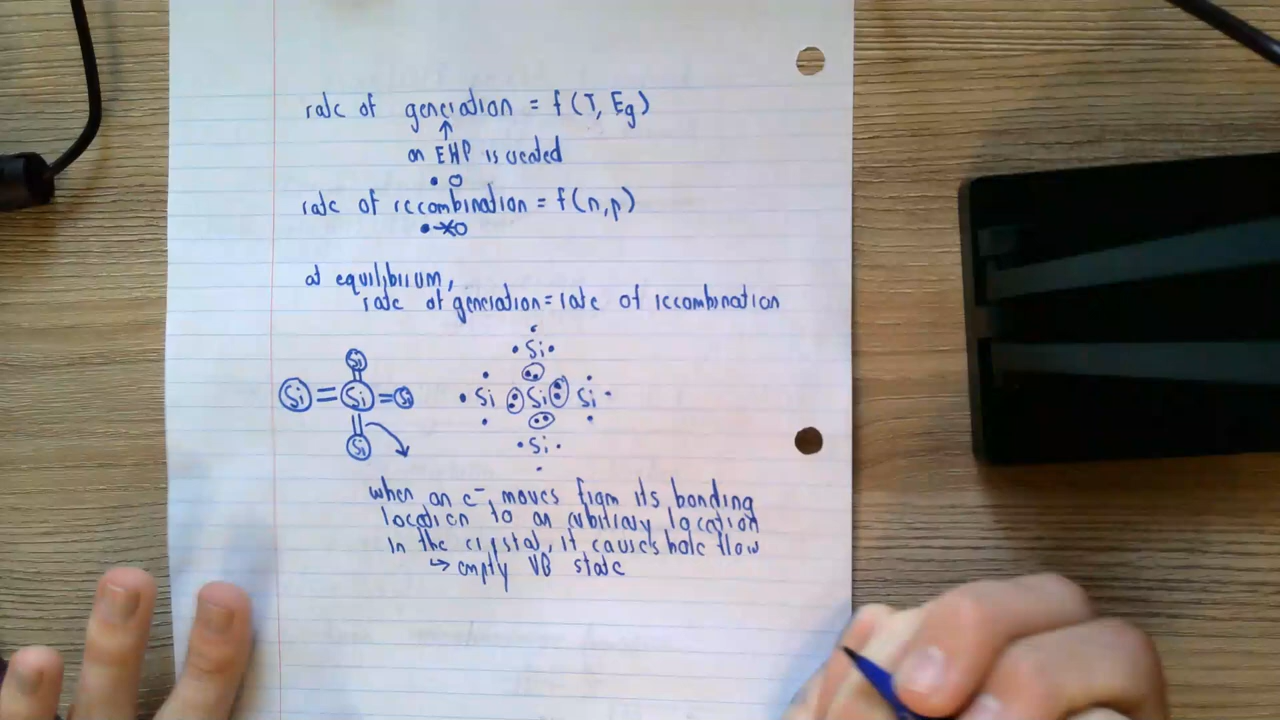 rate of generation = f(T, Eg)
↑
an EHP is created
rate of recombination = f(n,p)
at equilibrium,
rate of generation = rate of recombination
Si
Si = Si = Si
Si
• Si •
• Si : Si : Si •
• Si •
when an e⁻ moves from its bonding
location to an arbitrary location
in the crystal, it causes hole flow
↳ empty VB state